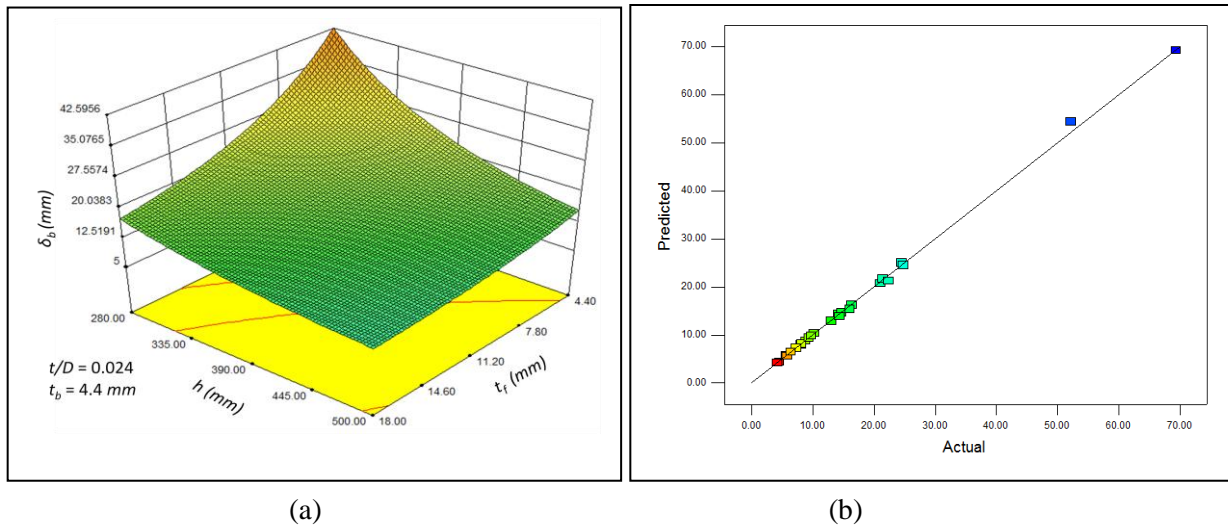 42.5956
35.0765
27.5574
20.0383
12.5191
5
δb (mm)
280.00
335.00
390.00
445.00
500.00
h (mm)
4.40
7.80
11.20
14.60
18.00
tf (mm)
t/D = 0.024
tb = 4.4 mm
(a)
70.00
60.00
50.00
40.00
30.00
20.00
10.00
0.00
Predicted
0.00 10.00 20.00 30.00 40.00 50.00 60.00 70.00
Actual
(b)